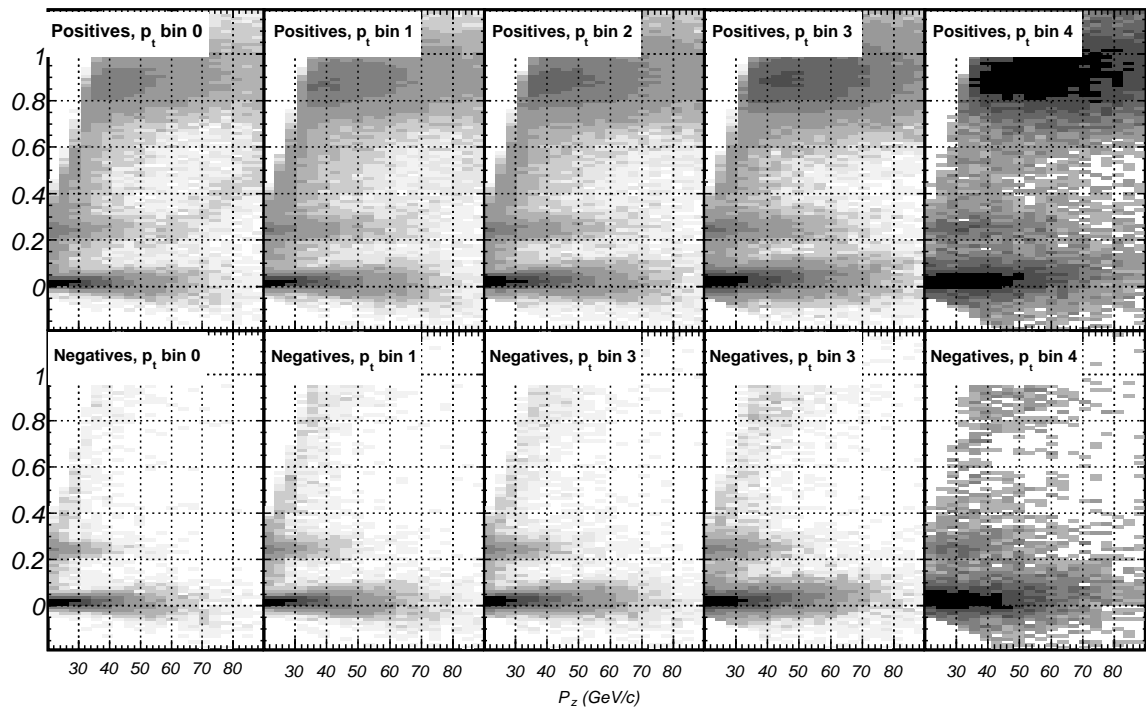 Positives, p_t bin 0
Positives, p_t bin 1
Positives, p_t bin 2
Positives, p_t bin 3
Positives, p_t bin 4
1
0.8
0.6
0.4
0.2
0
Negatives, p_t bin 0
Negatives, p_t bin 1
Negatives, p_t bin 3
Negatives, p_t bin 3
Negatives, p_t bin 4
1
0.8
0.6
0.4
0.2
0
30 40 50 60 70 80 30 40 50 60 70 80 30 40 50 60 70 80 30 40 50 60 70 80 30 40 50 60 70 80
P_z (GeV/c)